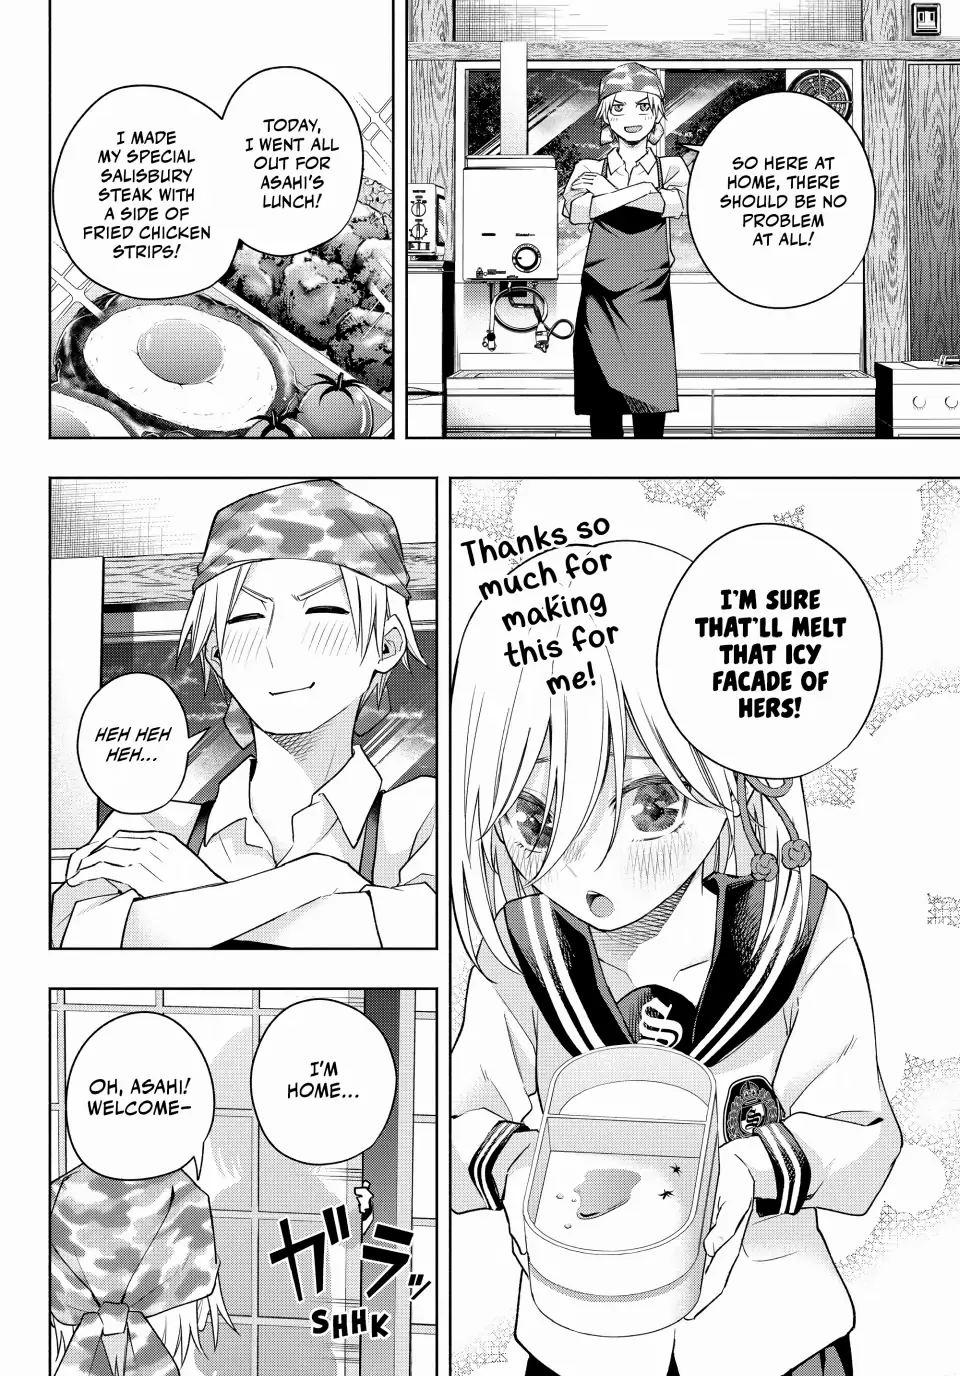 SO HERE AT
HOME, THERE
SHOULD BE NO
PROBLEM
AT ALL!
TODAY,
I WENT ALL
OUT FOR
ASAHI'S
LUNCH!
I MADE
MY SPECIAL
SALISBURY
STEAK WITH
A SIDE OF
FRIED CHICKEN
STRIPS!
I'M SURE
THAT'LL MELT
THAT ICY
FACADE OF
HERS!
Thanks so
much for
making
this for
me!
S
S
HEH HEH
HEH...
I'M
HOME...
OH, ASAHI!
WELCOME-
ガラッ
SHHK